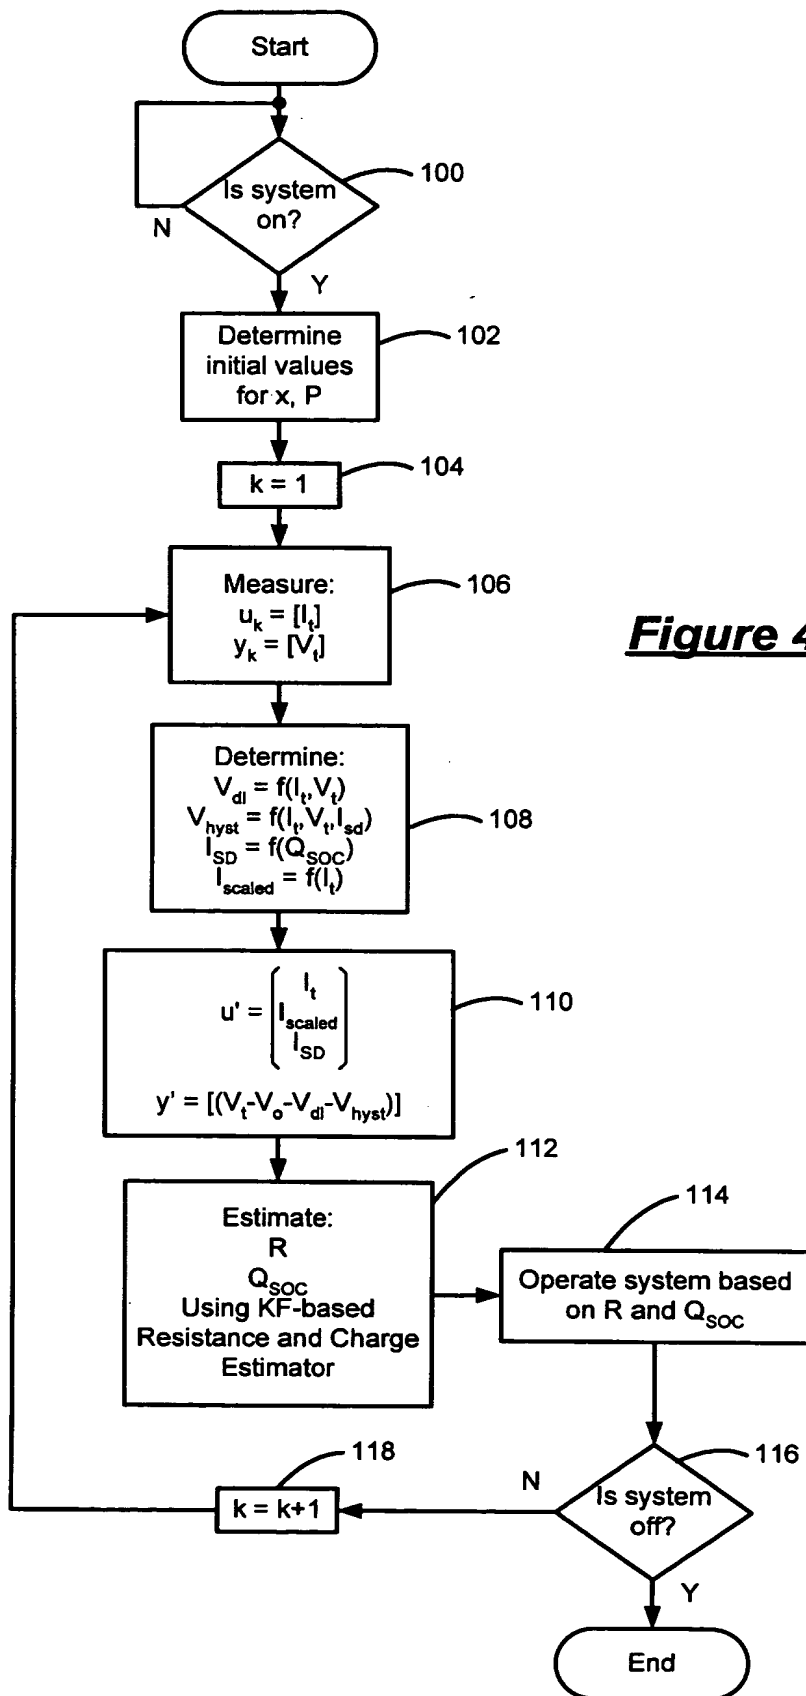 Start
Is system
on?
100
N
Y
Determine
initial values
for x, P
102
k = 1
104
Measure:
u_k = [I_t]
y_k = [V_t]
106
Figure 4
Determine:
V_dl = f(I_t,V_t)
V_hyst = f(I_t,V_t,I_sd)
I_SD = f(Q_SOC)
I_scaled = f(I_t)
108
u' = (I_t
I_scaled
I_SD)
y' = [(V_t-V_o-V_dl-V_hyst)]
110
112
Estimate:
R
Q_SOC
Using KF-based
Resistance and Charge
Estimator
114
Operate system based
on R and Q_SOC
116
Is system
off?
N
118
k = k+1
Y
End